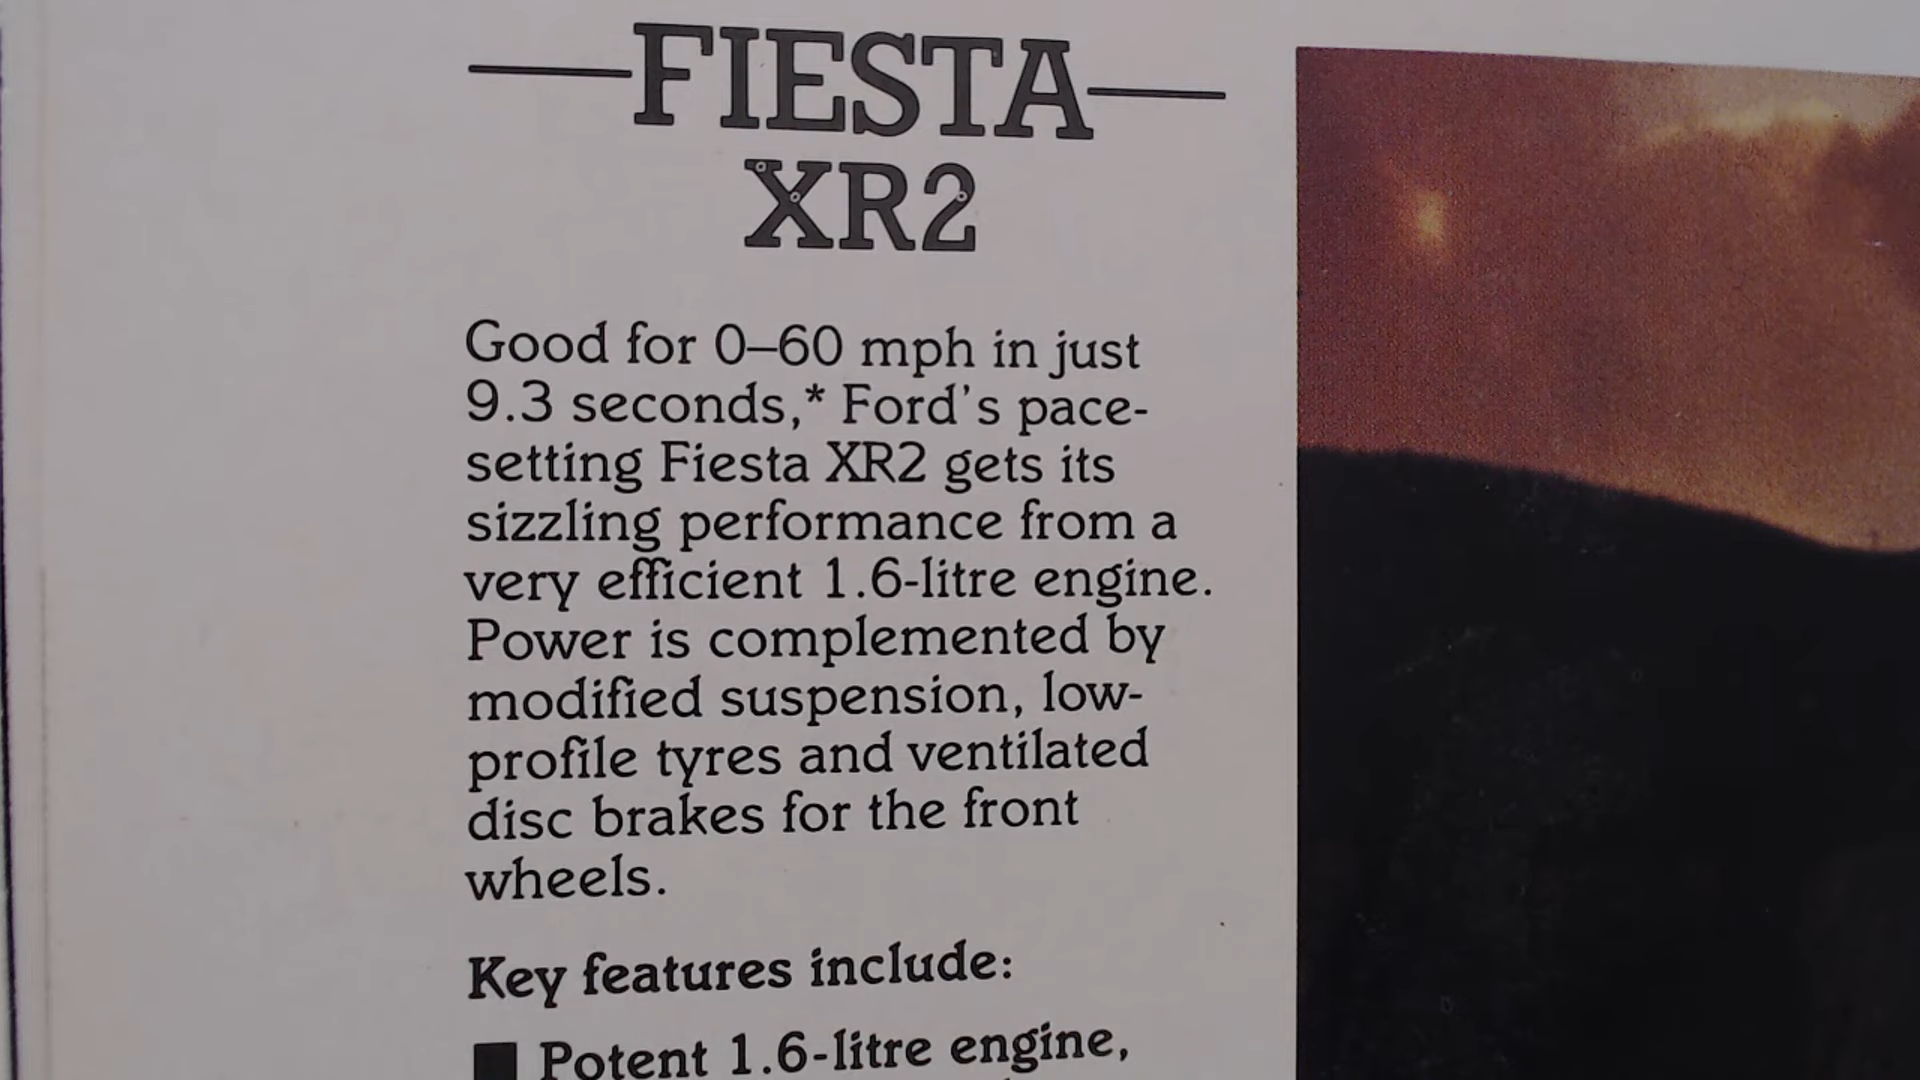 FIESTA
XR2
Good for 0–60 mph in just
9.3 seconds,* Ford's pace-
setting Fiesta XR2 gets its
sizzling performance from a
very efficient 1.6-litre engine.
Power is complemented by
modified suspension, low-
profile tyres and ventilated
disc brakes for the front
wheels.
Key features include:
■ Potent 1.6-litre engine,